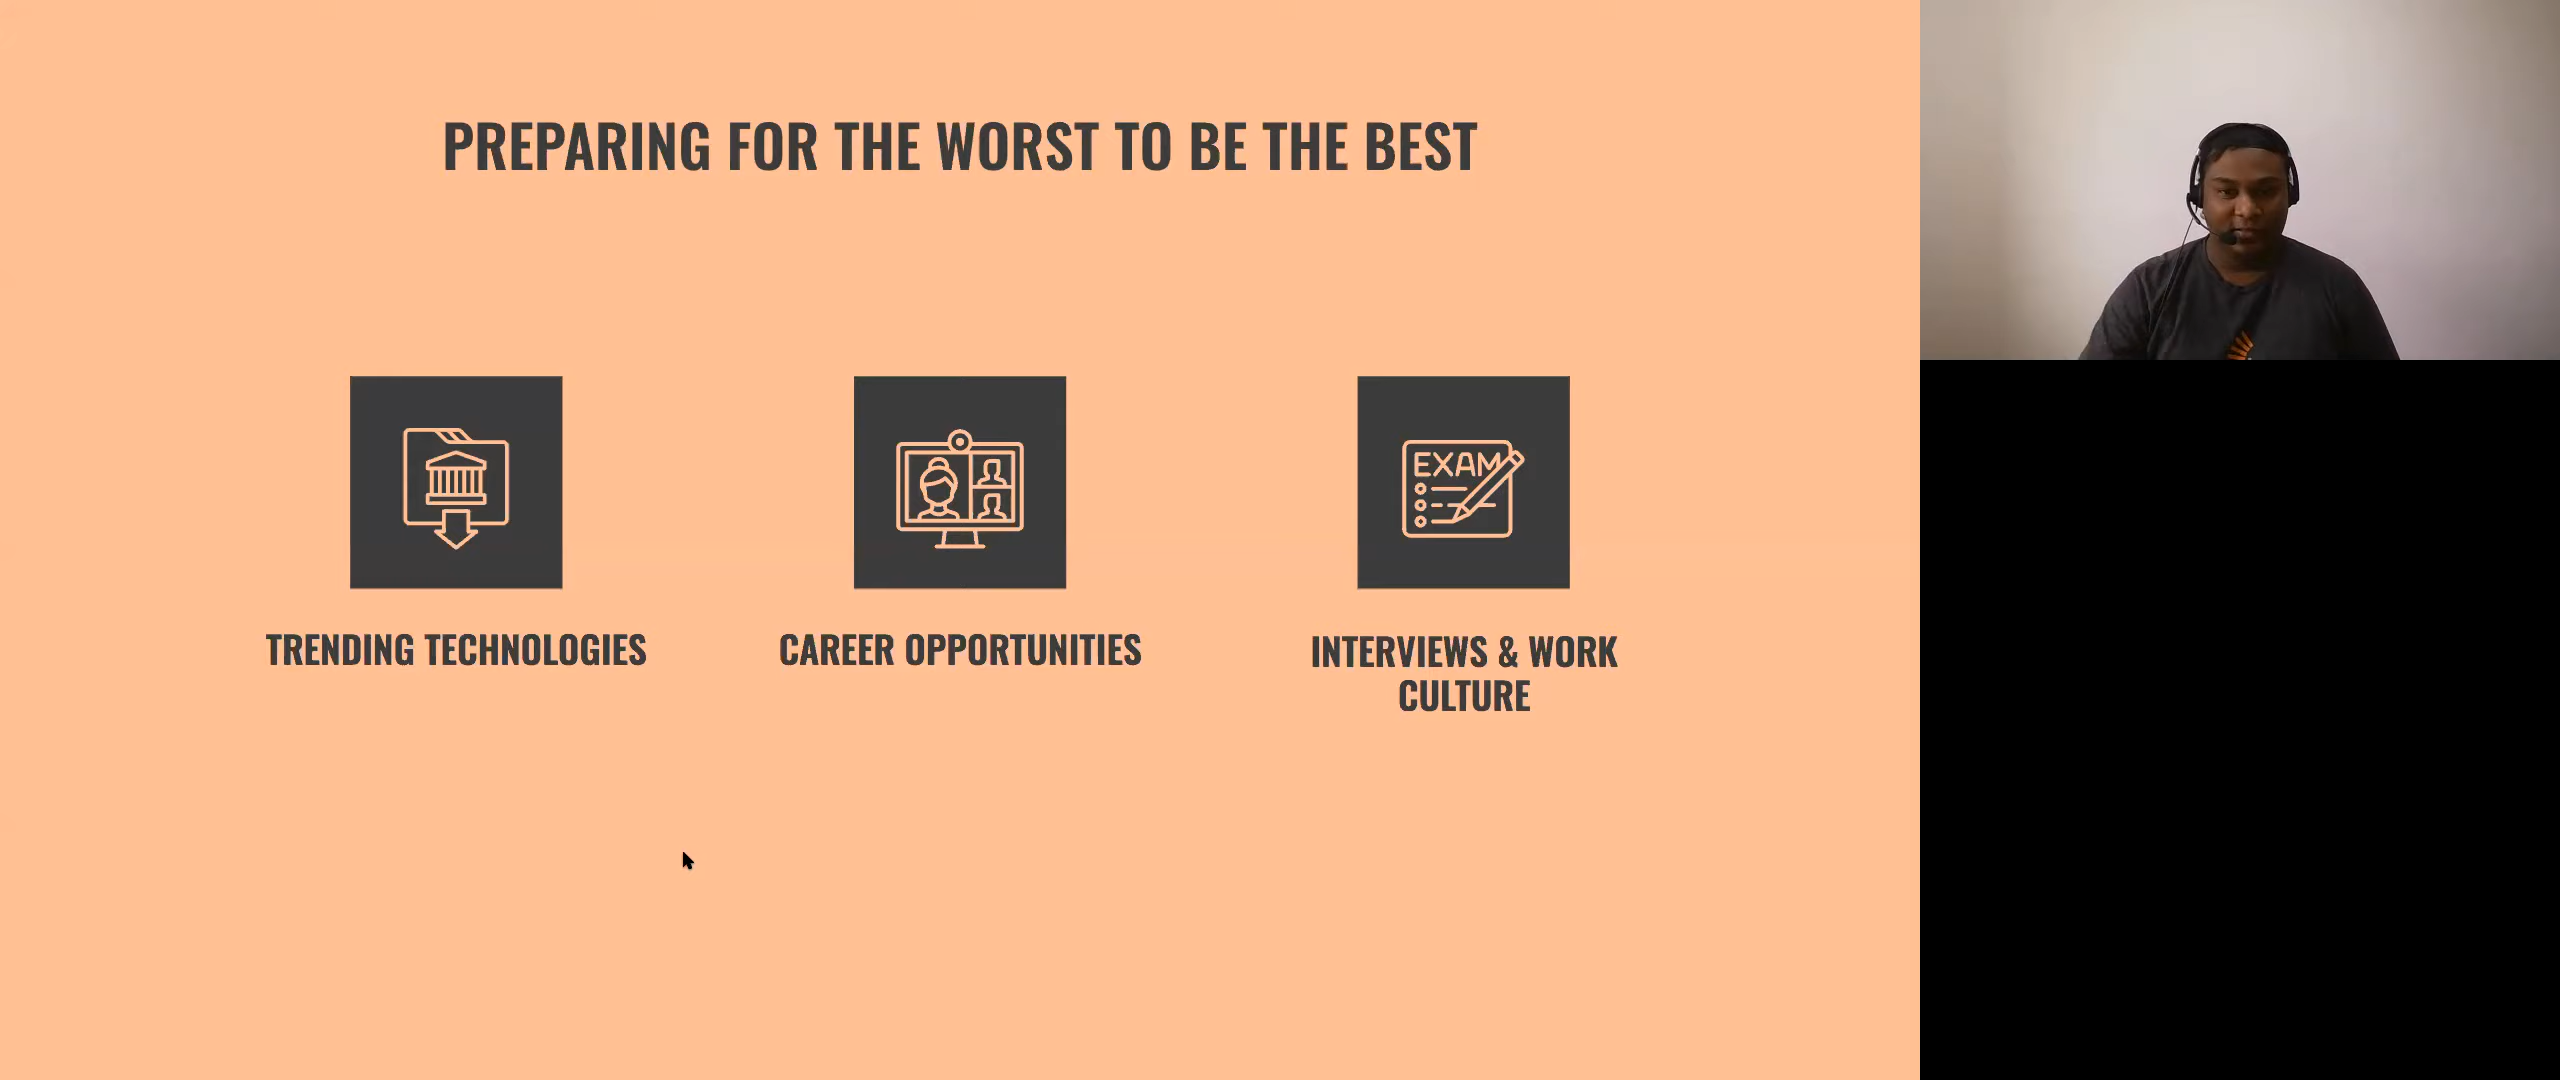 PREPARING FOR THE WORST TO BE THE BEST
EXAM
TRENDING TECHNOLOGIES
CAREER OPPORTUNITIES
INTERVIEWS & WORK
CULTURE